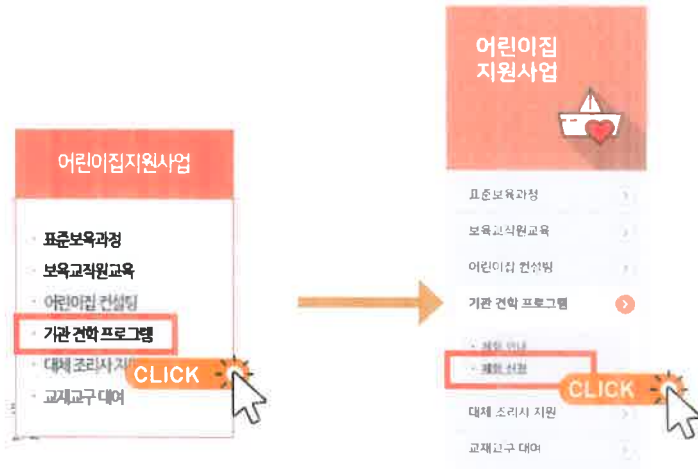 어린이집지원사업
표준보육과정
보육교직원교육
어린이집 컨설팅
기관 견학 프로그램
대체 조리사 지원
CLICK
교재교구 대여
어린이집
지원사업
표준보육과정
보육교직원교육
어린이집 컨설팅
기관 견학 프로그램
체험 안내
체험 신청
CLICK
대체 조리사 지원
교재교구 대여